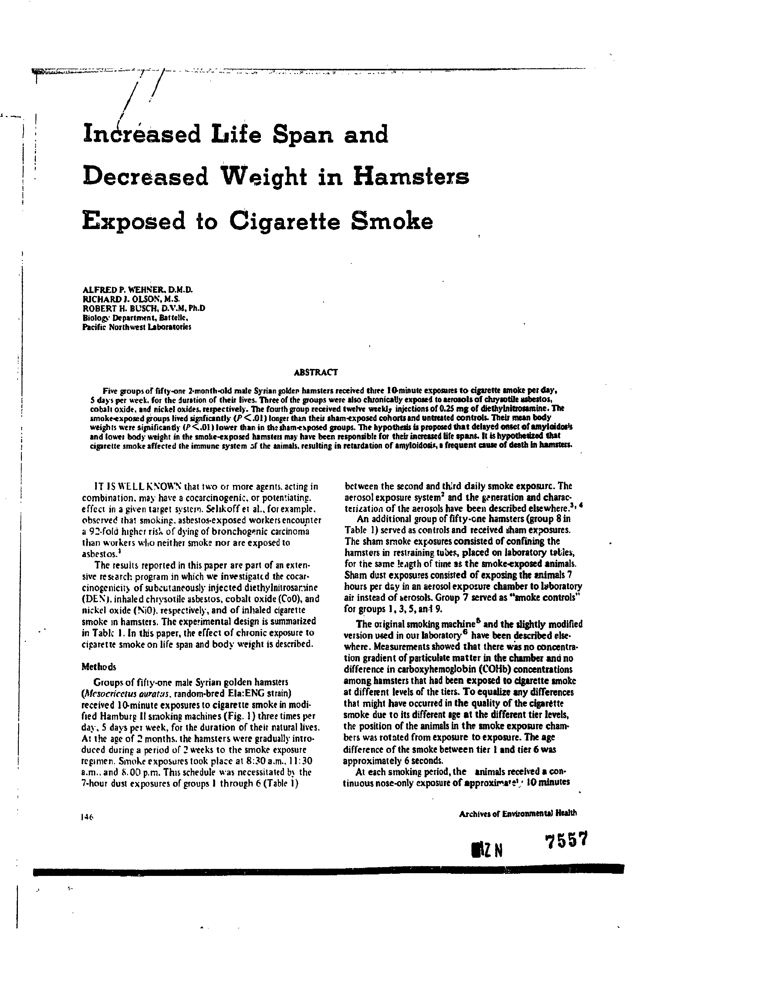 Increased Life Span and
Decreased Weight in Hamsters
Exposed to Cigarette Smoke
ALFRED P. WEHNER, D.M.D.
RICHARD J. OLSON, M.S.
ROBERT H. BUSCH, D.V.M, Ph.D
Biology Department, Battelle,
Pacific Northwest Laboratories
ABSTRACT
Five groups of fifty-one 2-month-old male Syrian golden hamsters received three 10-minute exposures to cigarette smoke per day,
5 days per week, for the duration of their lives. Three of the groups were also chronically exposed to aerosols of chrysotile asbestos,
cobalt oxide, and nickel oxides, respectively. The fourth group received twelve weekly injections of 0.25 mg of diethylnitrosamine. The
smoke-exposed groups lived significantly (P < .01) longer than their sham-exposed cohorts and untreated controls. Their mean body
weights were significantly (P < .01) lower than in the sham-exposed groups. The hypothesis is proposed that delayed onset of amyloidosis
and lower body weight in the smoke-exposed hamsters may have been responsible for their increased life spans. It is hypothesized that
cigarette smoke affected the immune system of the animals, resulting in retardation of amyloidosis, a frequent cause of death in hamsters.
IT IS WELL KNOWN that two or more agents, acting in
combination, may have a cocarcinogenic, or potentiating,
effect in a given target system. Selikoff et al., for example,
observed that smoking, asbestos-exposed workers encounter
a 92-fold higher risk of dying of bronchogenic carcinoma
than workers who neither smoke nor are exposed to
asbestos.1
The results reported in this paper are part of an exten-
sive research program in which we investigated the cocar-
cinogenicity of subcutaneously injected diethylnitrosamine
(DEN), inhaled chrysotile asbestos, cobalt oxide (CoO), and
nickel oxide (NiO), respectively, and of inhaled cigarette
smoke in hamsters. The experimental design is summarized
in Table 1. In this paper, the effect of chronic exposure to
cigarette smoke on life span and body weight is described.
Methods
Groups of fifty-one male Syrian golden hamsters
(Mesocricetus auratus, random-bred Ela:ENG strain)
received 10-minute exposures to cigarette smoke in modi-
fied Hamburg II smoking machines (Fig. 1) three times per
day, 5 days per week, for the duration of their natural lives.
At the age of 2 months, the hamsters were gradually intro-
duced during a period of 2 weeks to the smoke exposure
regimen. Smoke exposures took place at 8:30 a.m., 11:30
a.m., and 8.00 p.m. This schedule was necessitated by the
7-hour dust exposures of groups 1 through 6 (Table 1)
between the second and third daily smoke exposure. The
aerosol exposure system2 and the generation and charac-
terization of the aerosols have been described elsewhere.3, 4
An additional group of fifty-one hamsters (group 8 in
Table 1) served as controls and received sham exposures.
The sham smoke exposures consisted of confining the
hamsters in restraining tubes, placed on laboratory tables,
for the same length of time as the smoke-exposed animals.
Sham dust exposures consisted of exposing the animals 7
hours per day in an aerosol exposure chamber to laboratory
air instead of aerosols. Group 7 served as "smoke controls"
for groups 1, 3, 5, and 9.
The original smoking machine5 and the slightly modified
version used in our laboratory6 have been described else-
where. Measurements showed that there was no concentra-
tion gradient of particulate matter in the chamber and no
difference in carboxyhemoglobin (COHb) concentrations
among hamsters that had been exposed to cigarette smoke
at different levels of the tiers. To equalize any differences
that might have occurred in the quality of the cigarette
smoke due to its different age at the different tier levels,
the position of the animals in the smoke exposure cham-
bers was rotated from exposure to exposure. The age
difference of the smoke between tier 1 and tier 6 was
approximately 6 seconds.
At each smoking period, the animals received a con-
tinuous nose-only exposure of approximately 10 minutes
146
Archives of Environmental Health
7557